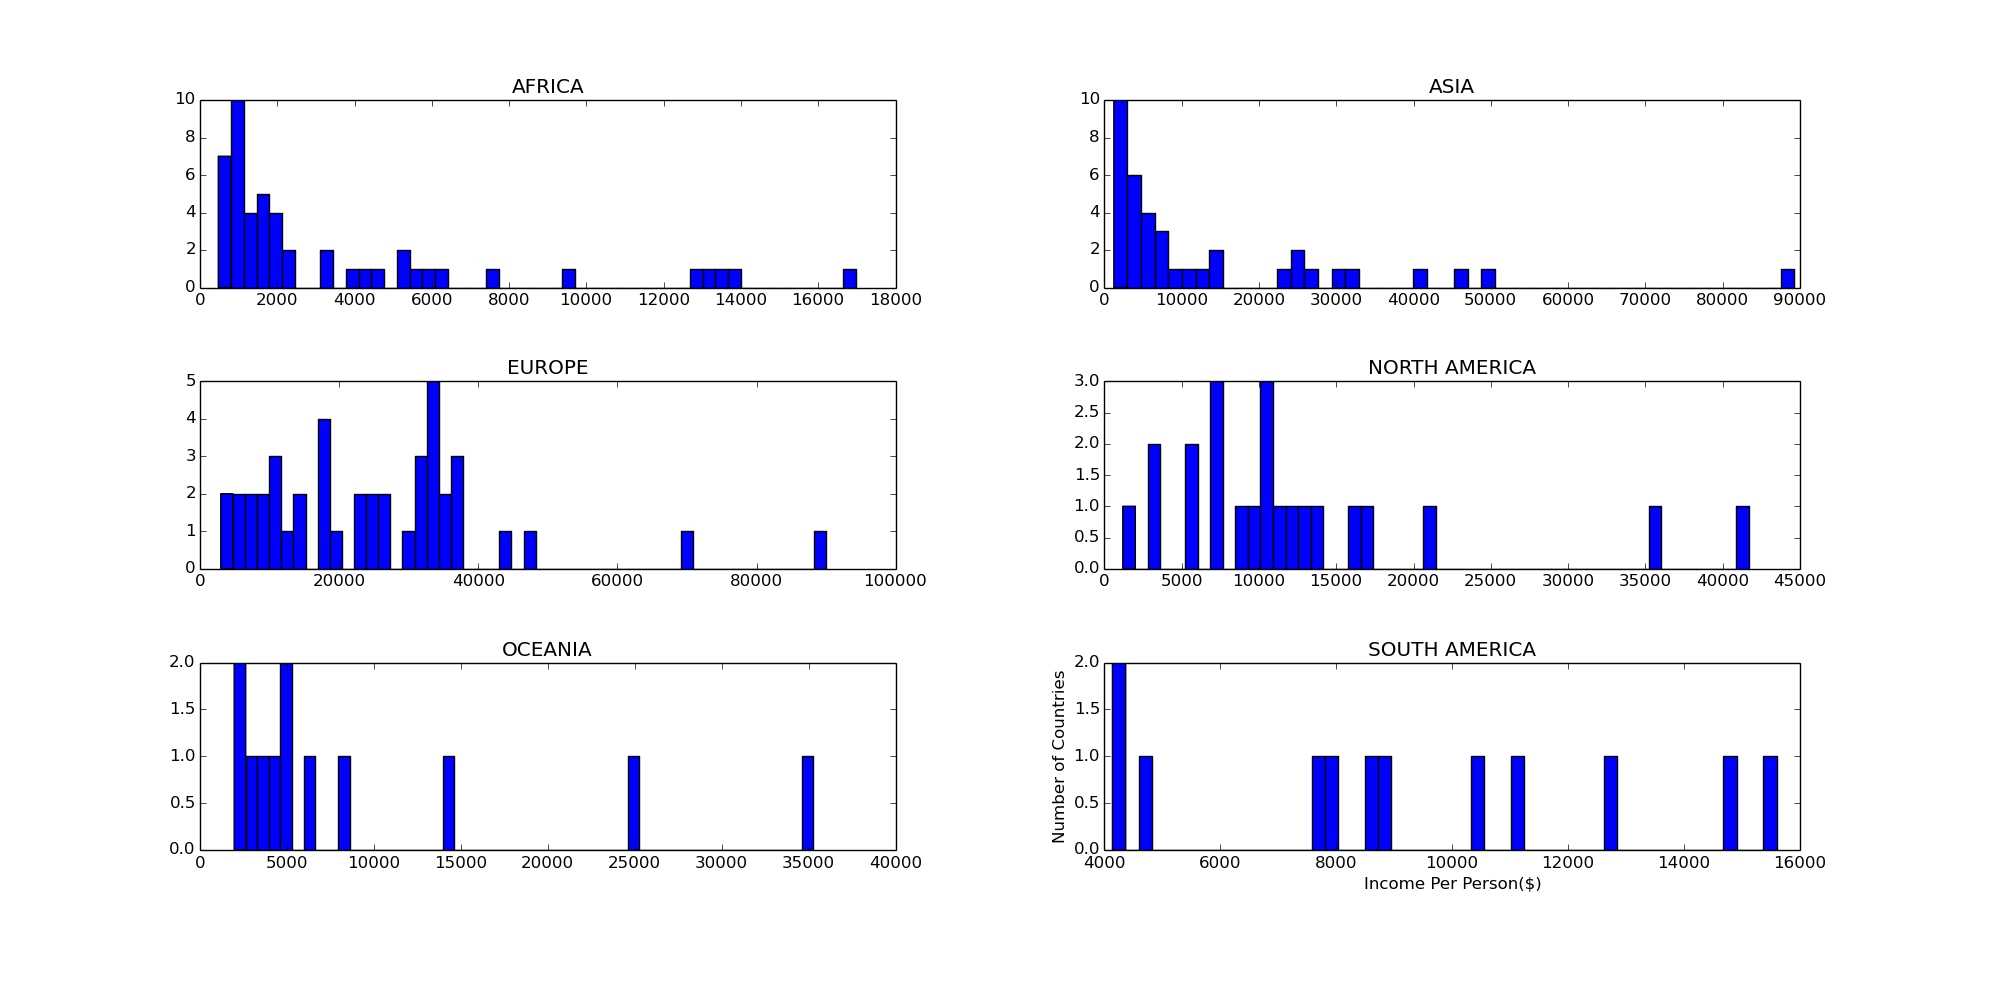 AFRICA
10
8
6
4
2
0
0 2000 4000 6000 8000 10000 12000 14000 16000 18000
ASIA
10
8
6
4
2
0
0 10000 20000 30000 40000 50000 60000 70000 80000 90000
EUROPE
5
4
3
2
1
0
0 20000 40000 60000 80000 100000
NORTH AMERICA
3.0
2.5
2.0
1.5
1.0
0.5
0.0
0 5000 10000 15000 20000 25000 30000 35000 40000 45000
OCEANIA
2.0
1.5
1.0
0.5
0.0
0 5000 10000 15000 20000 25000 30000 35000 40000
SOUTH AMERICA
Number of Countries
2.0
1.5
1.0
0.5
0.0
4000 6000 8000 10000 12000 14000 16000
Income Per Person($)